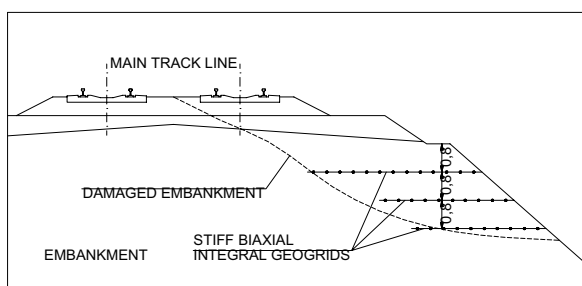 MAIN TRACK LINE
0,8
0,8
0,8
DAMAGED EMBANKMENT
STIFF BIAXIAL
INTEGRAL GEOGRIDS
EMBANKMENT